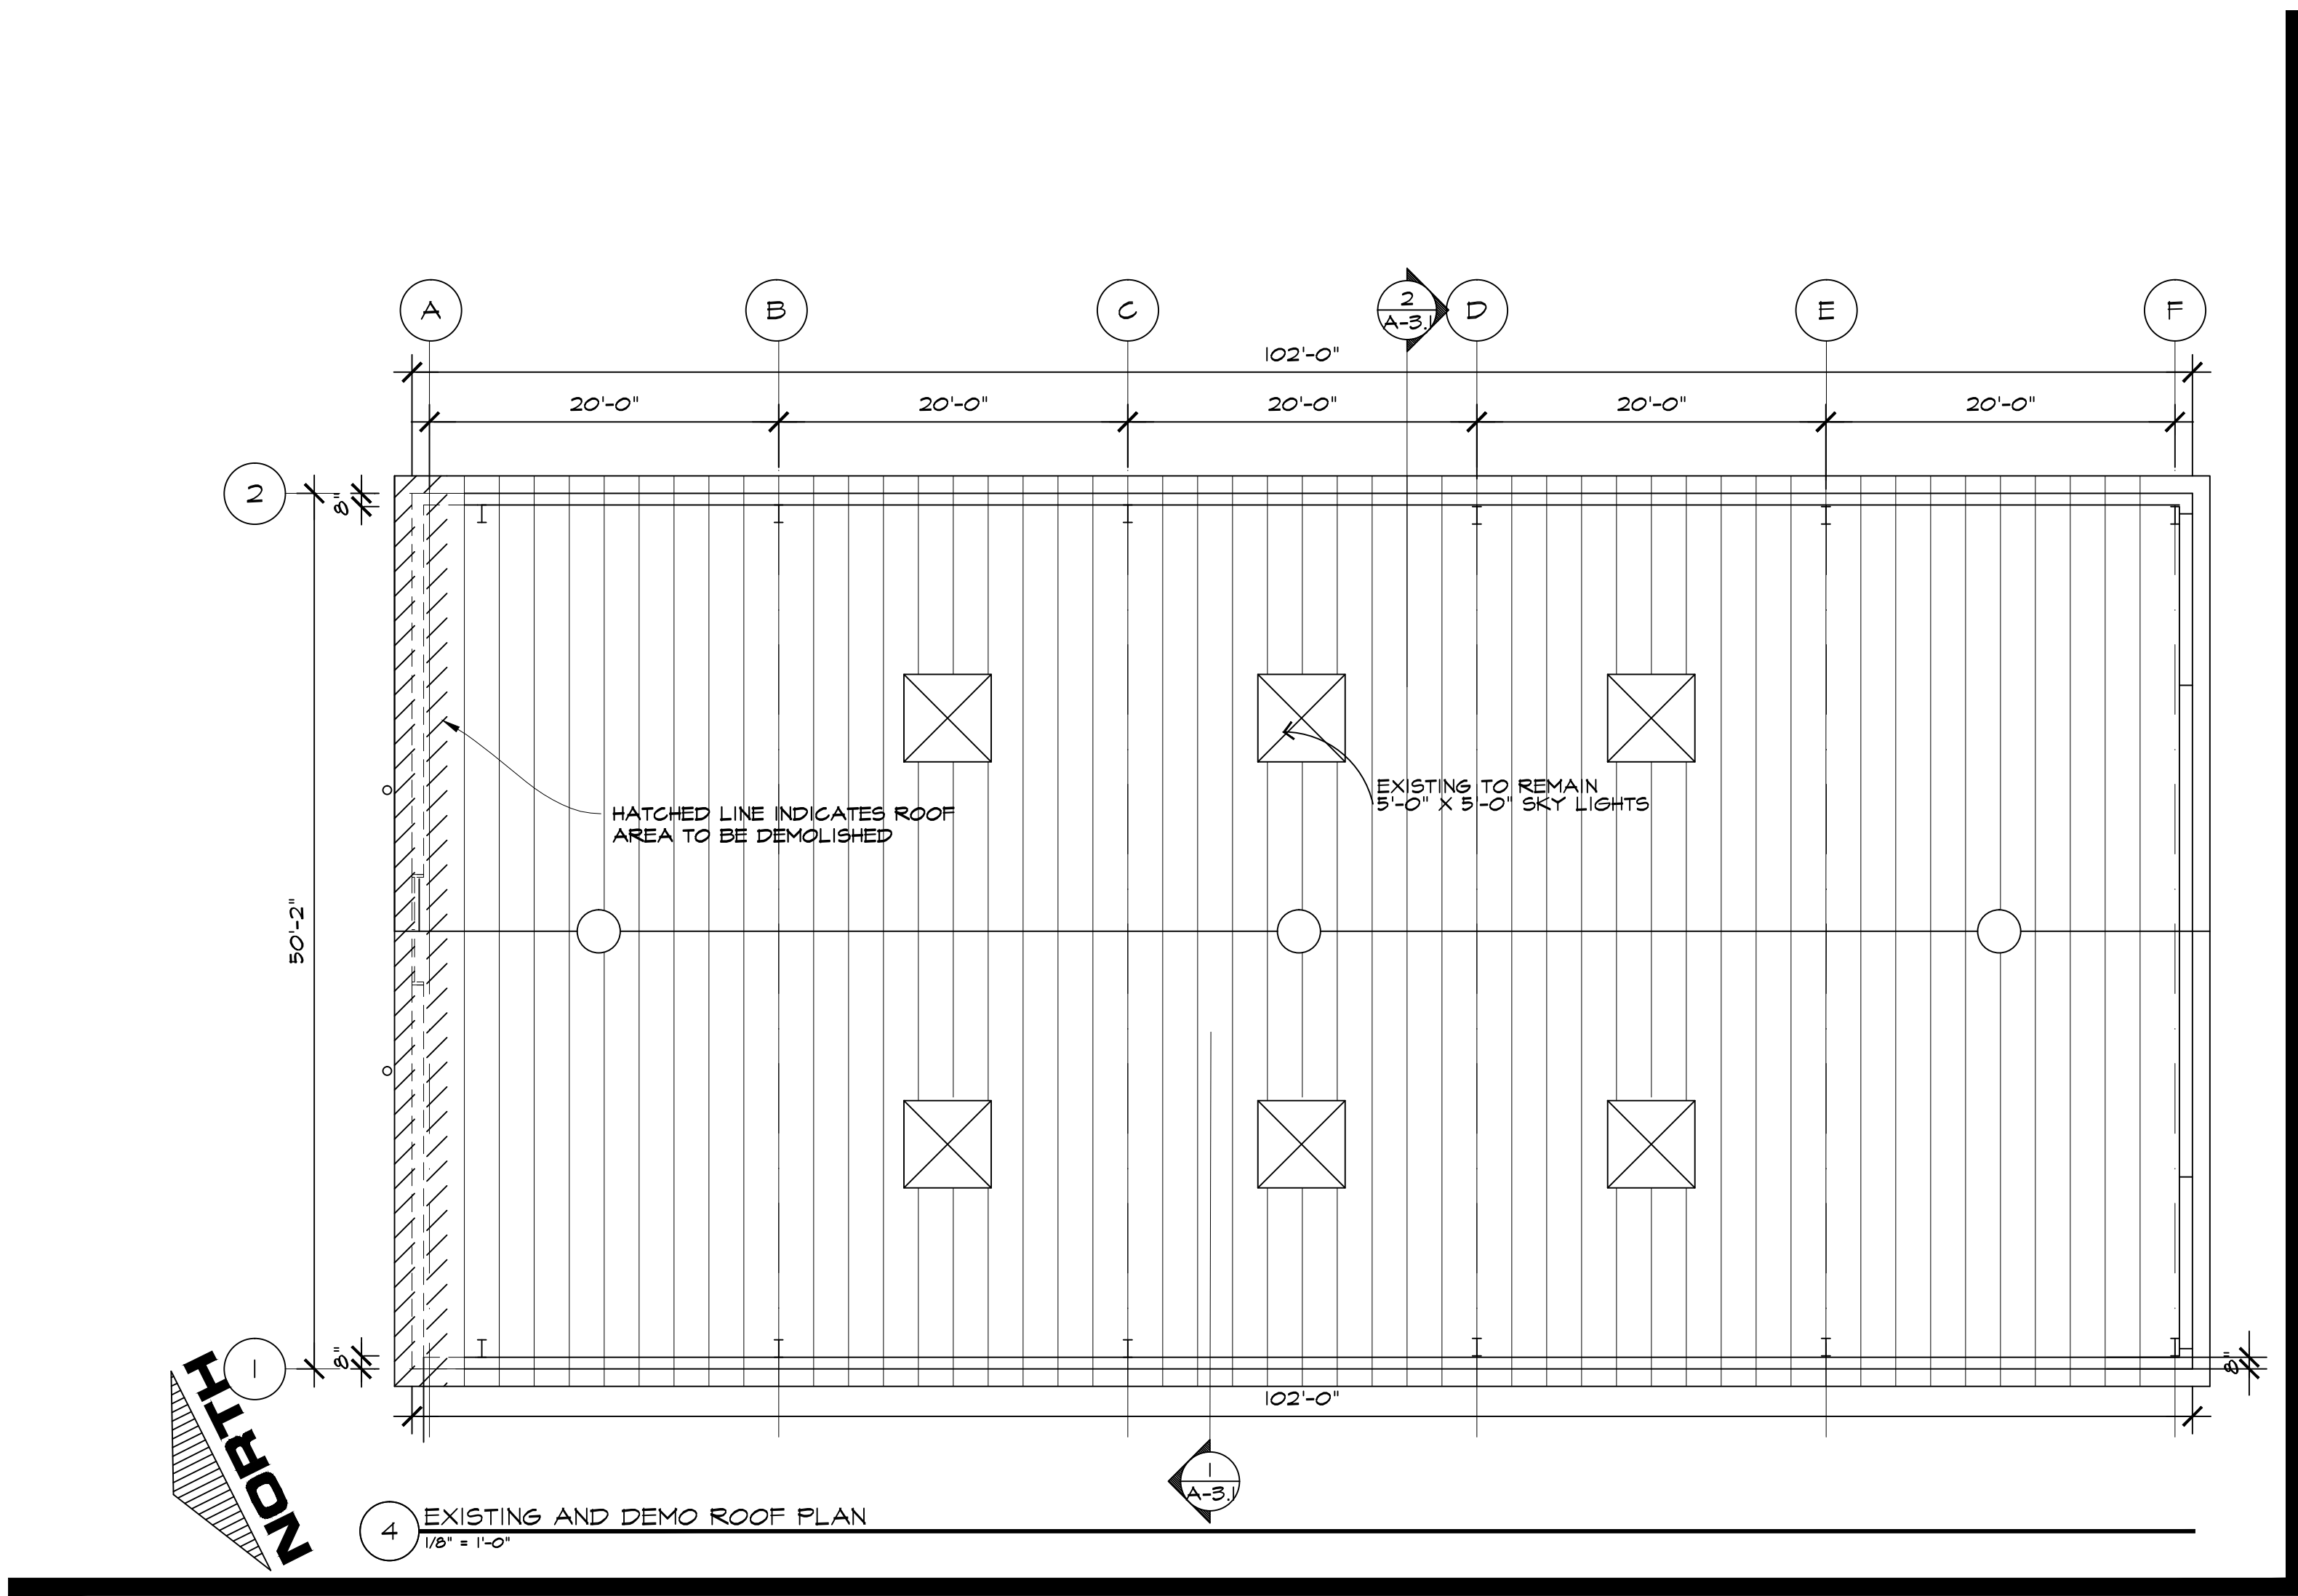 A
B
C
2
A-3.1
D
E
F
102'-0"
20'-0"
20'-0"
20'-0"
20'-0"
20'-0"
2
8"
HATCHED LINE INDICATES ROOF
AREA TO BE DEMOLISHED
EXISTING TO REMAIN
5'-0" X 5'-0" SKY LIGHTS
50'-2"
1
8"
8"
102'-0"
NORTH
1
A-3.1
4
EXISTING AND DEMO ROOF PLAN
1/8" = 1'-0"